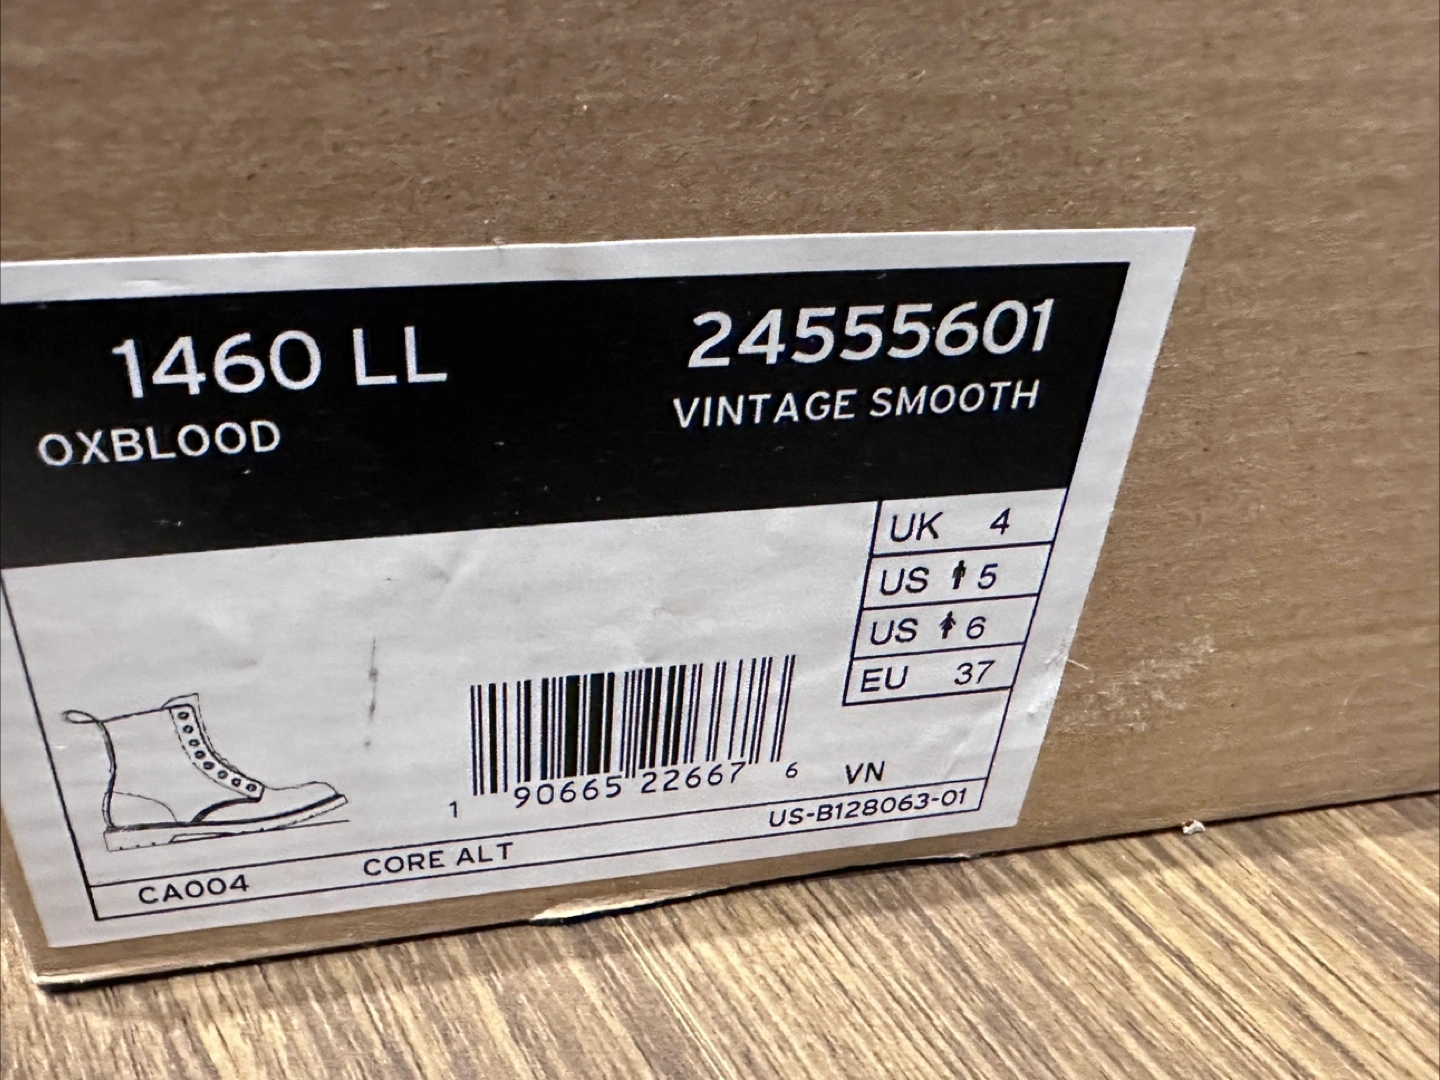 1460 LL
OXBLOOD
24555601
VINTAGE SMOOTH
UK 4
US 5
US 6
EU 37
1 90665 22667 6
VN
US-B128063-01
CA004 CORE ALT